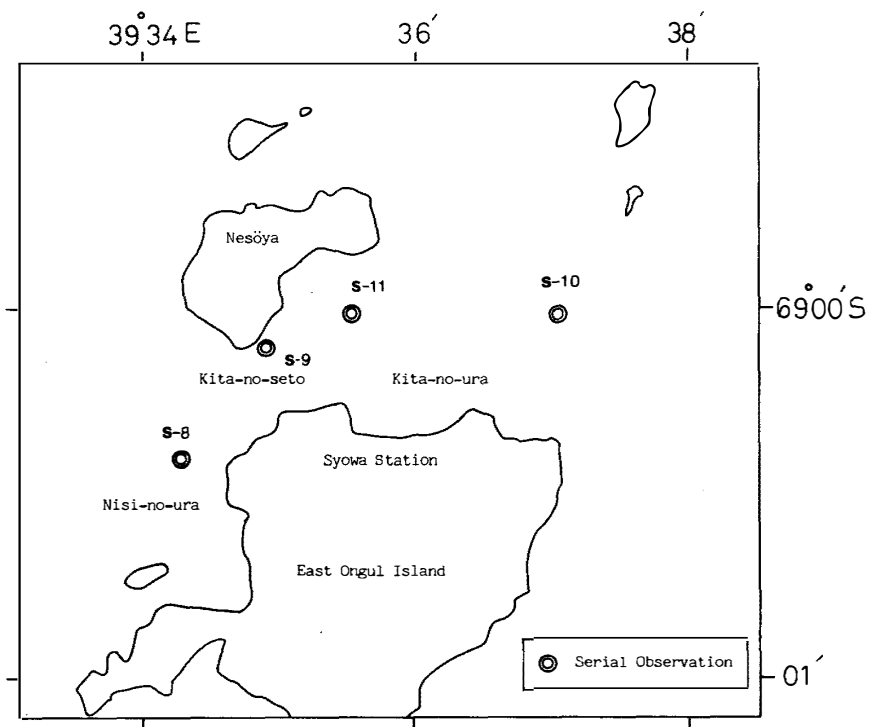 39°34′E
36′
38′
Nesöya
S-11
S-10
69°00′S
S-9
Kita-no-seto
Kita-no-ura
S-8
Syowa Station
Nisi-no-ura
East Ongul Island
Serial Observation
01′